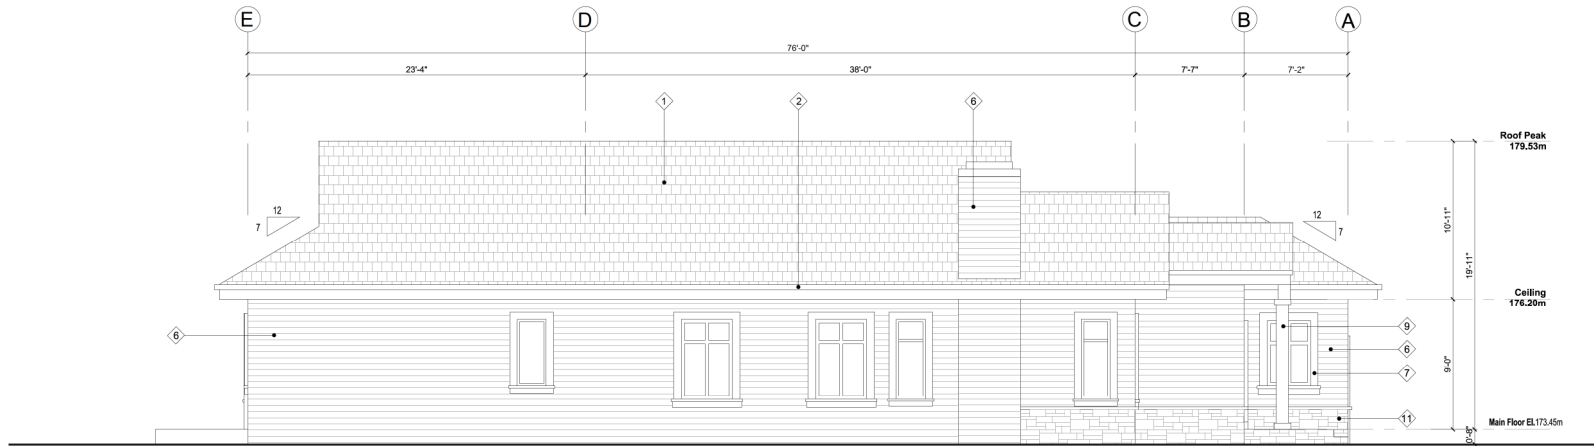 E D C B A
76'-0"
23'-4" 38'-0" 7'-7" 7'-2"
1 2 6
Roof Peak
179.53m
12
7
12
7
10'-11"
19'-11"
Ceiling
176.20m
6
9
6
9'-0"
7
11
Main Floor El.173.45m
0'-8"